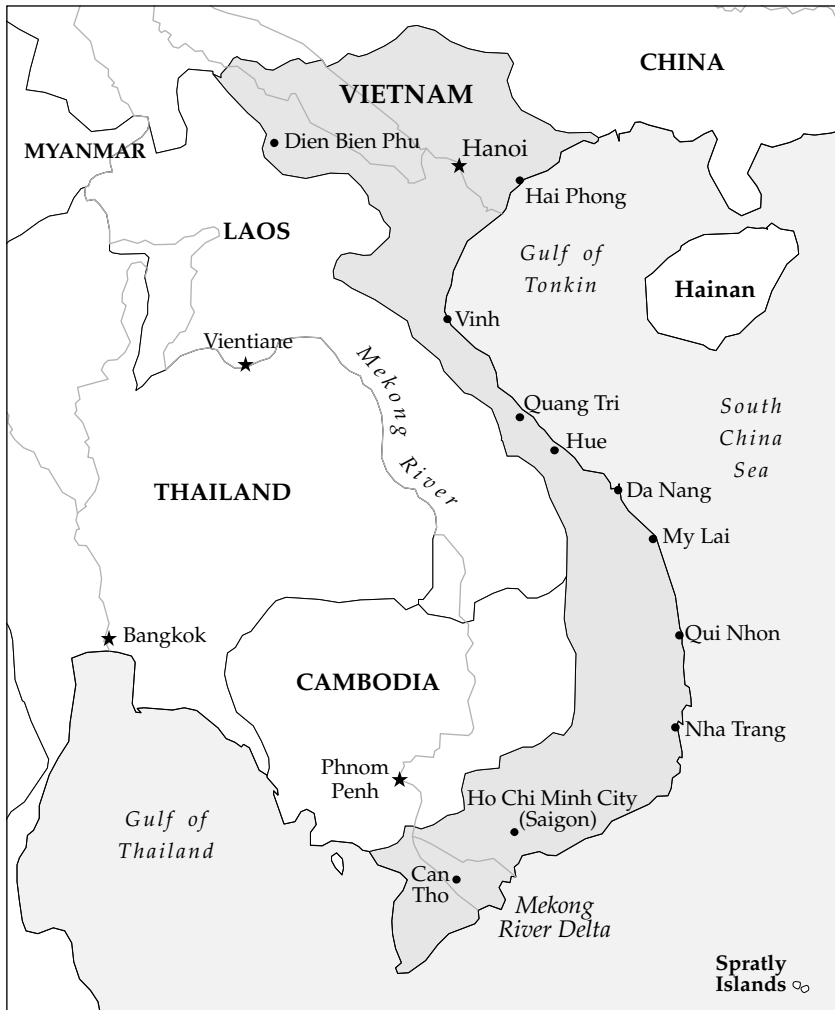 CHINA
VIETNAM
Dien Bien Phu
Hanoi
MYANMAR
Hai Phong
LAOS
Gulf of
Tonkin
Hainan
Vinh
Vientiane
Mekong
River
Quang Tri
South
China
Sea
Hue
THAILAND
Da Nang
My Lai
Bangkok
Qui Nhon
CAMBODIA
Nha Trang
Phnom
Penh
Ho Chi Minh City
(Saigon)
Gulf of
Thailand
Can
Tho
Mekong
River Delta
Spratly
Islands